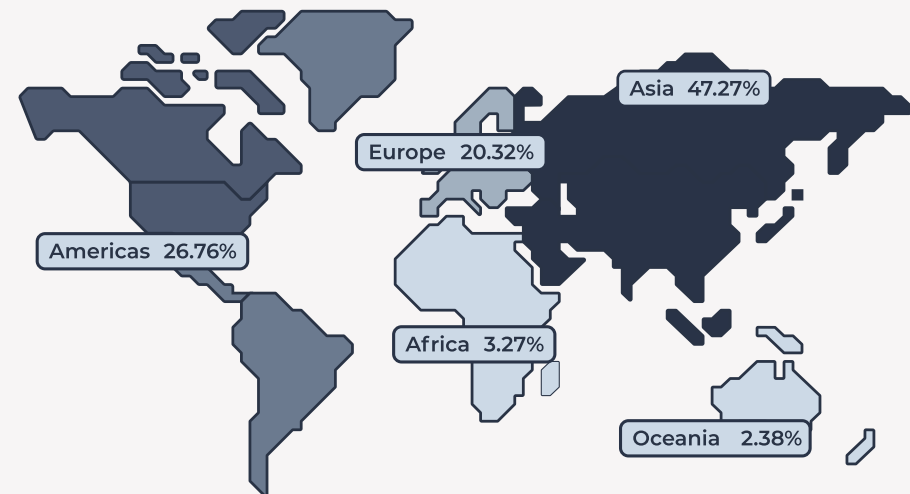 Asia 47.27%
Europe 20.32%
Americas 26.76%
Africa 3.27%
Oceania 2.38%